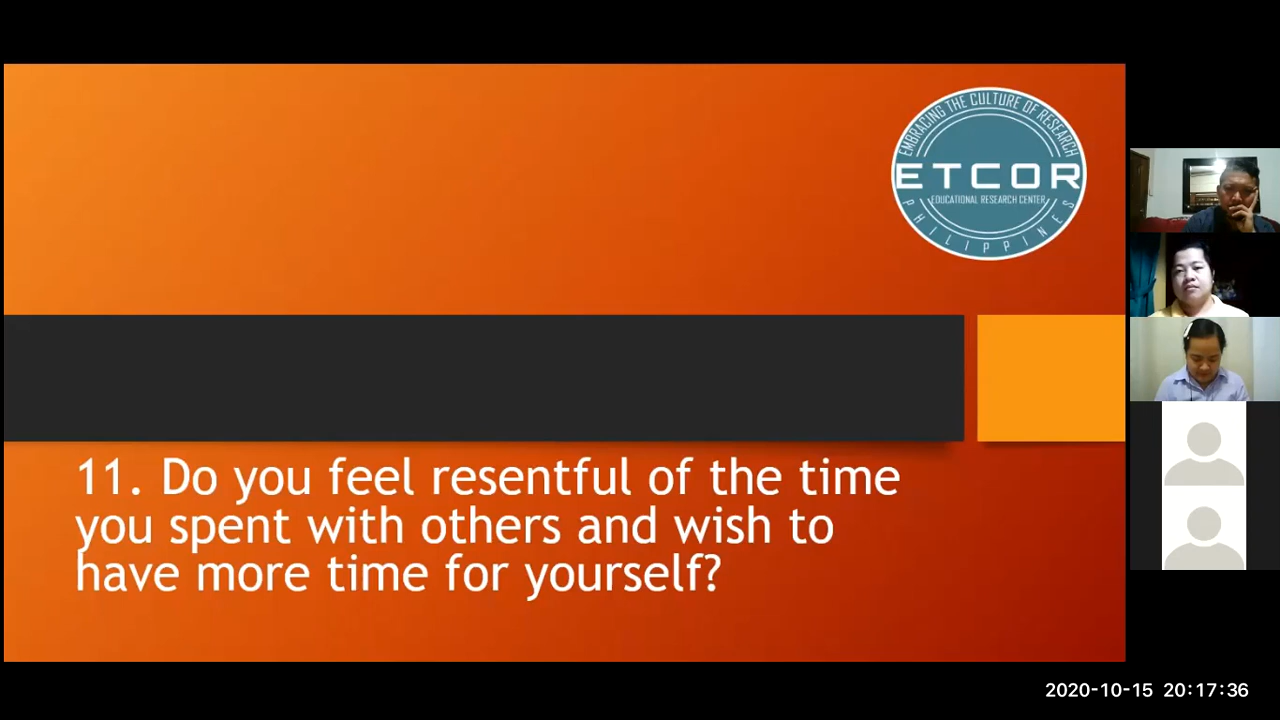 EMBRACING THE CULTURE OF RESEARCH
ETCOR
EDUCATIONAL RESEARCH CENTER
PHILIPPINES
11. Do you feel resentful of the time
you spent with others and wish to
have more time for yourself?
2020-10-15 20:17:36